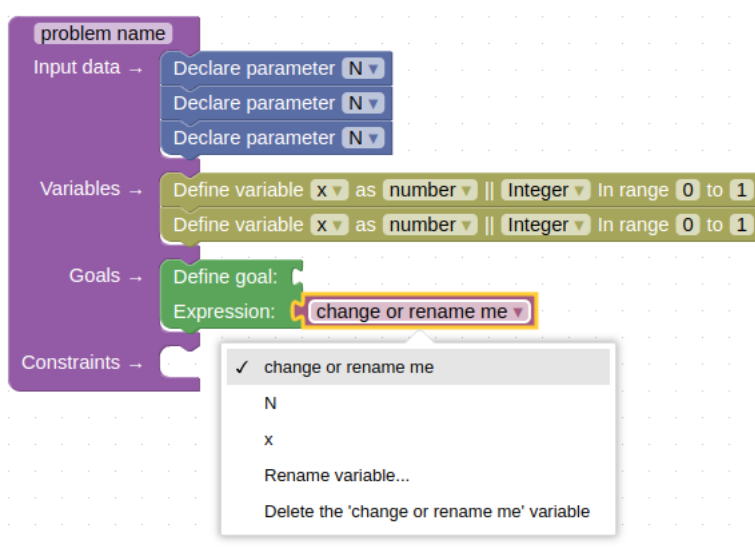 problem name
Input data → Declare parameter N ▾
Declare parameter N ▾
Declare parameter N ▾
Variables → Define variable x ▾ as number ▾ || Integer ▾ In range 0 to 1
Define variable x ▾ as number ▾ || Integer ▾ In range 0 to 1
Goals → Define goal:
Expression: change or rename me ▾
Constraints →
✓ change or rename me
N
x
Rename variable...
Delete the 'change or rename me' variable